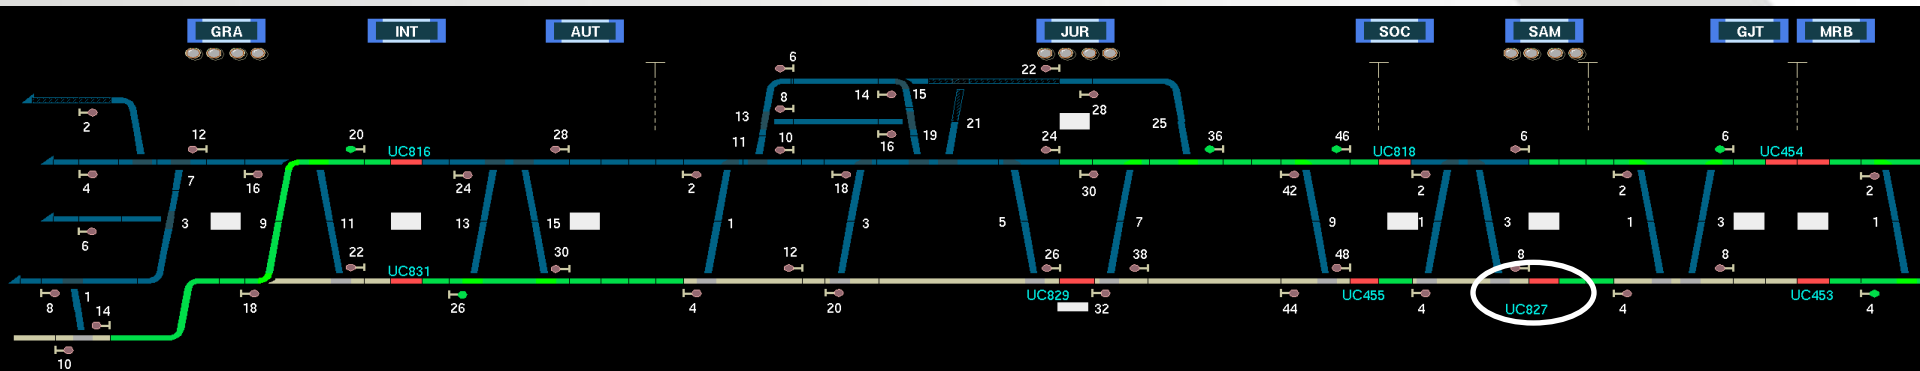 GRA INT AUT JUR SOC SAM GJT MRB
6 22
2 8 14 15 28
12 20 28 13 10 16 19 21 24 25 36 46 6 6
11
UC816 UC818 UC454
4 7 16 24 2 18 30 42 2 2 2
6 3 9 11 13 15 1 3 5 7 9 1 3 1 3 1
22 30 12 26 38 48 8 8
UC831
8 1 18 26 4 20 UC829 32 44 UC455 4 UC827 4 UC453 4
14
10